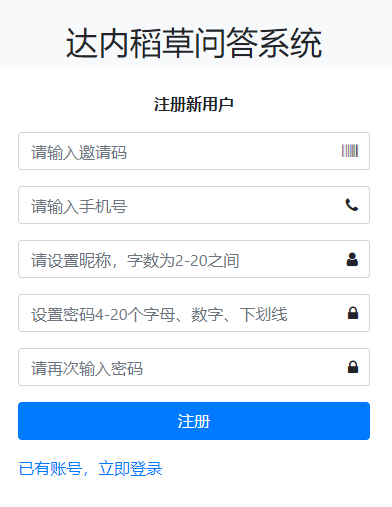 达内稻草问答系统
注册新用户
请输入邀请码
请输入手机号
请设置昵称，字数为2-20之间
设置密码4-20个字母、数字、下划线
请再次输入密码
注册
已有账号，立即登录